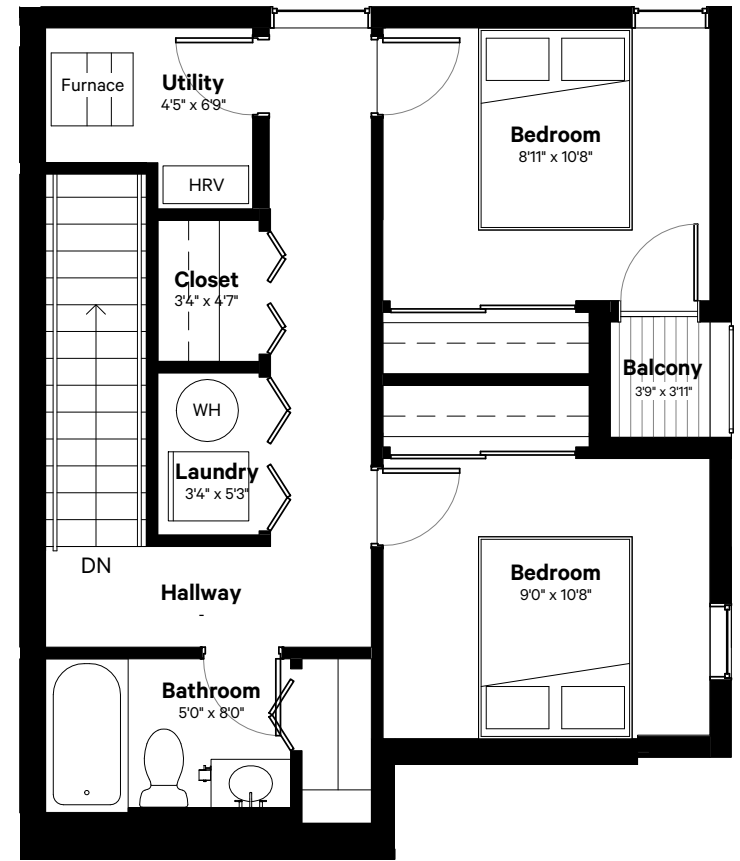 Furnace
Utility
4'5" x 6'9"
HRV
Bedroom
8'11" x 10'8"
Closet
3'4" x 4'7"
Balcony
3'9" x 3'11"
WH
Laundry
3'4" x 5'3"
DN
Hallway
-
Bedroom
9'0" x 10'8"
Bathroom
5'0" x 8'0"